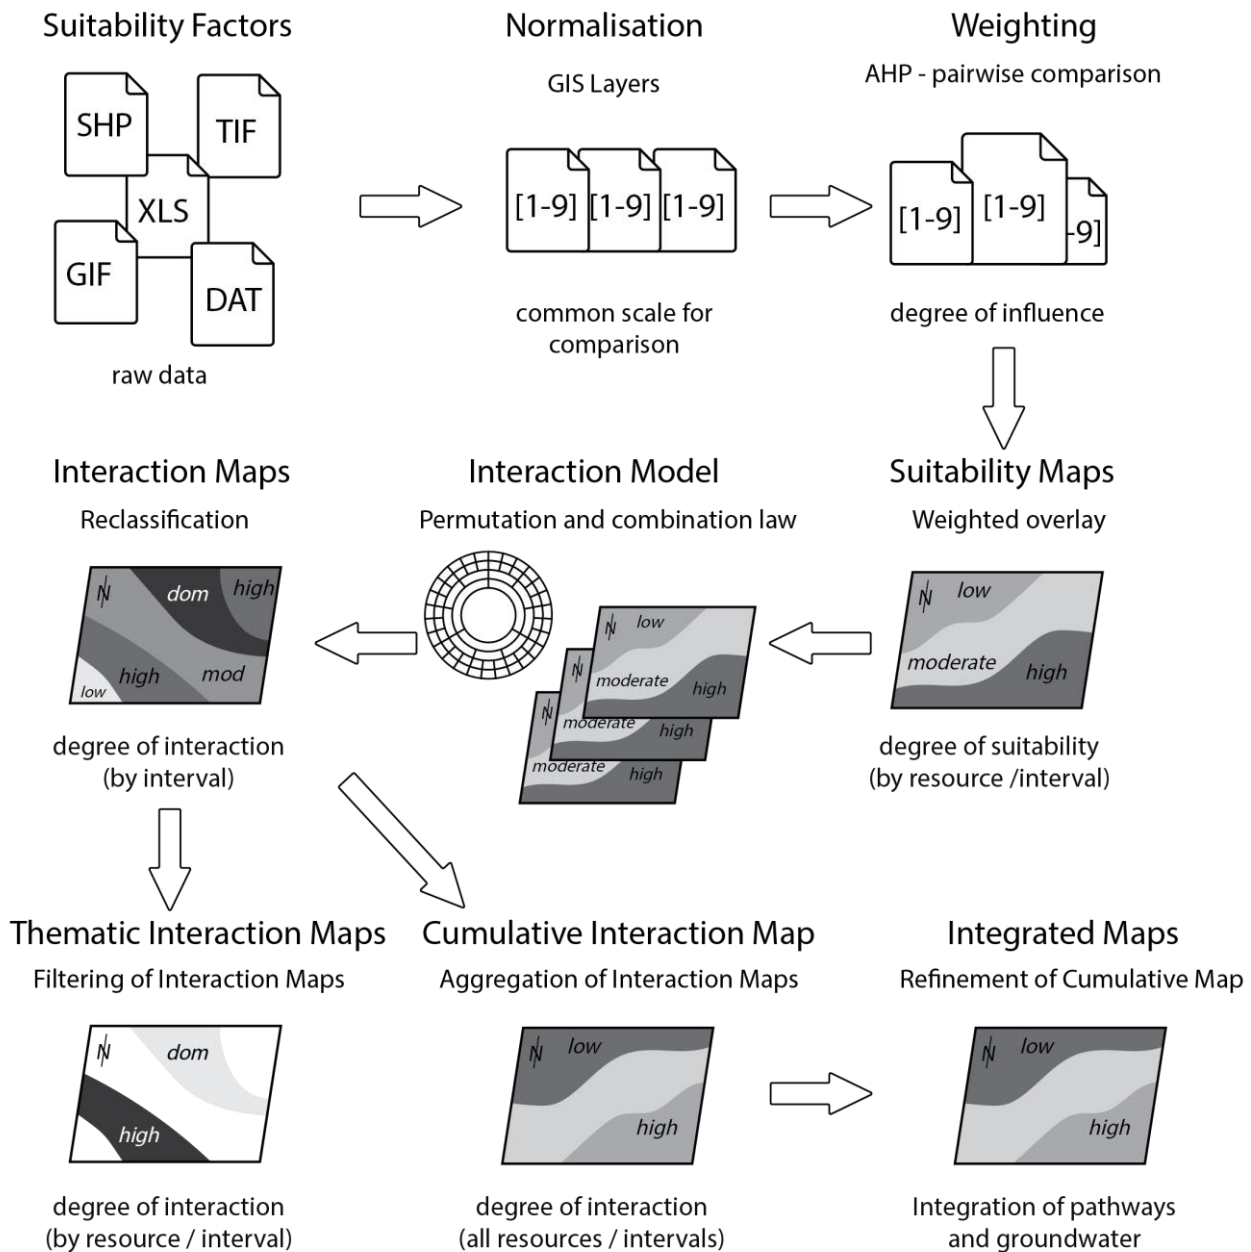 Suitability Factors
SHP
TIF
XLS
GIF
DAT
raw data
Normalisation
GIS Layers
[1-9] [1-9] [1-9]
common scale for
comparison
Weighting
AHP - pairwise comparison
[1-9]
[1-9]
-9]
degree of influence
Interaction Maps
Reclassification
N
dom
high
high
mod
low
degree of interaction
(by interval)
Interaction Model
Permutation and combination law
N
low
moderate
high
N
moderate
high
N
moderate
high
Suitability Maps
Weighted overlay
N
low
moderate
high
degree of suitability
(by resource /interval)
Thematic Interaction Maps
Filtering of Interaction Maps
N
dom
high
degree of interaction
(by resource / interval)
Cumulative Interaction Map
Aggregation of Interaction Maps
N
low
high
degree of interaction
(all resources / intervals)
Integrated Maps
Refinement of Cumulative Map
N
low
high
Integration of pathways
and groundwater